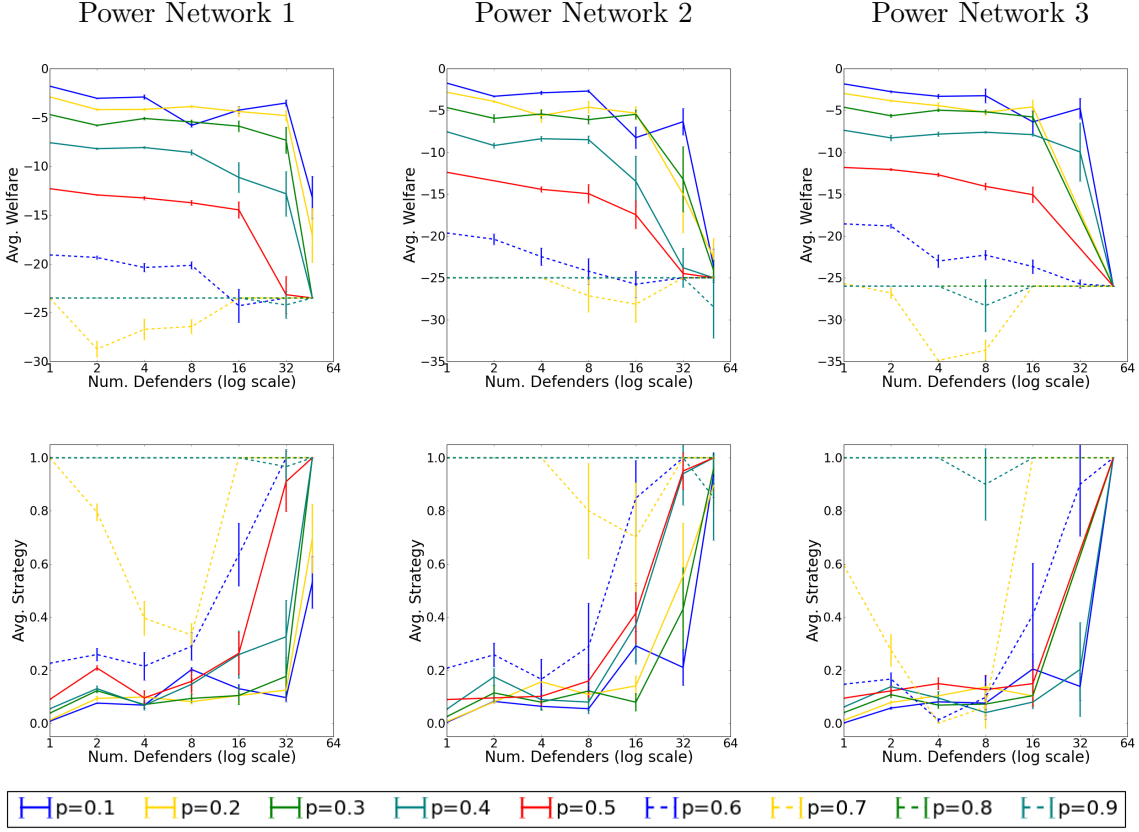 Power Network 1 Power Network 2 Power Network 3
0 0 0
−5 −5 −5
−10 −10 −10
−15 −15 −15
−20 −20 −20
−25 −25 −25
−30 −30 −30
−35 −35
Avg. Welfare Avg. Welfare Avg. Welfare
1 2 4 8 16 32 64 1 2 4 8 16 32 64 1 2 4 8 16 32 64
Num. Defenders (log scale) Num. Defenders (log scale) Num. Defenders (log scale)
1.0 1.0 1.0
0.8 0.8 0.8
0.6 0.6 0.6
0.4 0.4 0.4
0.2 0.2 0.2
0.0 0.0 0.0
Avg. Strategy Avg. Strategy Avg. Strategy
1 2 4 8 16 32 64 1 2 4 8 16 32 64 1 2 4 8 16 32 64
Num. Defenders (log scale) Num. Defenders (log scale) Num. Defenders (log scale)
p=0.1 p=0.2 p=0.3 p=0.4 p=0.5 p=0.6 p=0.7 p=0.8 p=0.9